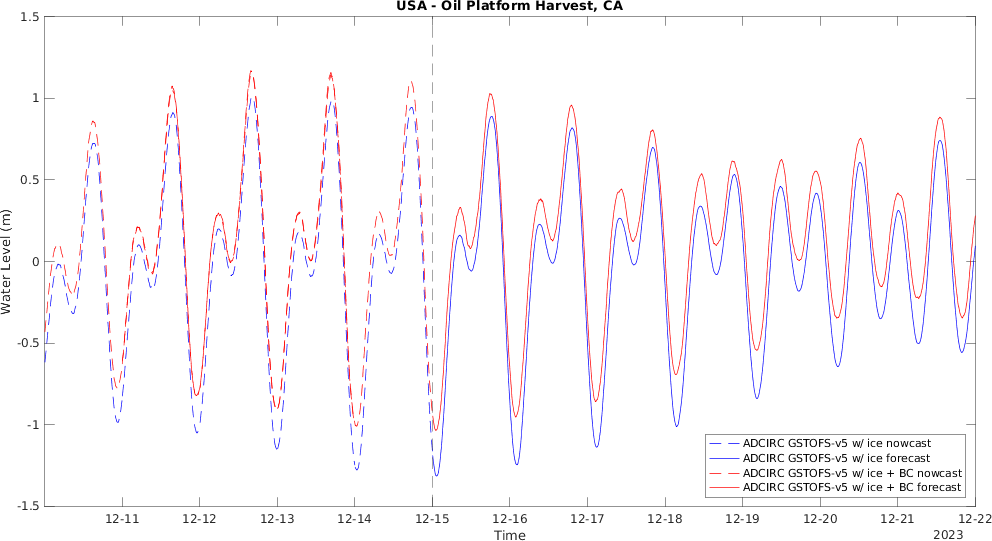 USA - Oil Platform Harvest, CA
1.5
1
0.5
0
-0.5
-1
-1.5
Water Level (m)
ADCIRC GSTOFS-v5 w/ ice nowcast
ADCIRC GSTOFS-v5 w/ ice forecast
ADCIRC GSTOFS-v5 w/ ice + BC nowcast
ADCIRC GSTOFS-v5 w/ ice + BC forecast
12-11 12-12 12-13 12-14 12-15 12-16 12-17 12-18 12-19 12-20 12-21 12-22
Time
2023